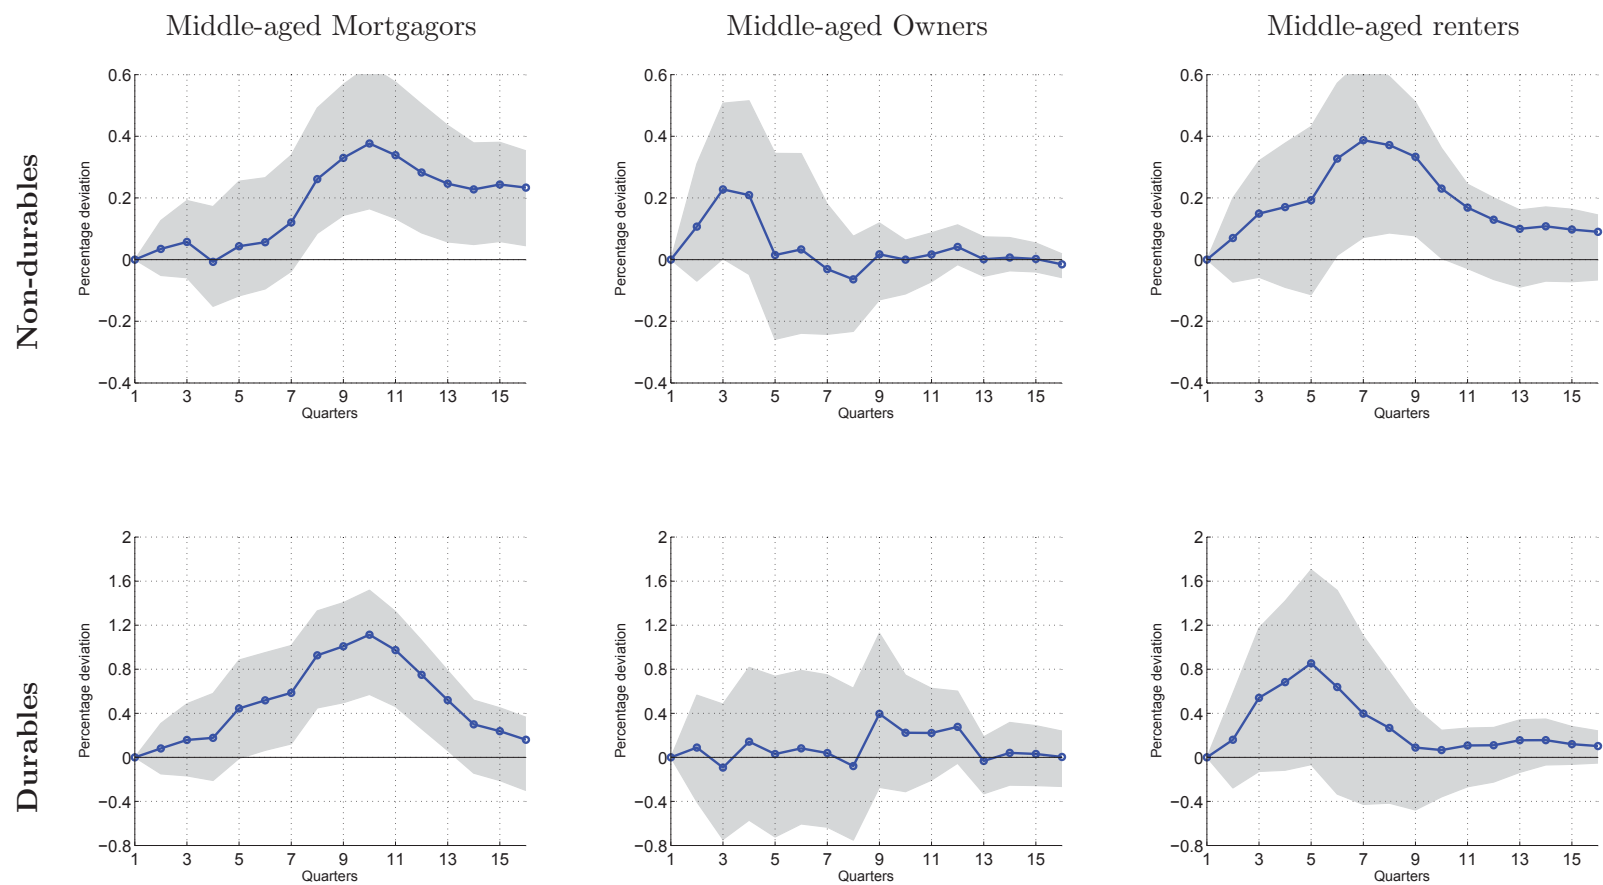 Middle-aged Mortgagors
Middle-aged Owners
Middle-aged renters
Non-durables
Percentage deviation
0.6
0.4
0.2
0
−0.2
−0.4
1 3 5 7 9 11 13 15
Quarters
Percentage deviation
0.6
0.4
0.2
0
−0.2
−0.4
1 3 5 7 9 11 13 15
Quarters
Percentage deviation
0.6
0.4
0.2
0
−0.2
−0.4
1 3 5 7 9 11 13 15
Quarters
Durables
Percentage deviation
2
1.6
1.2
0.8
0.4
0
−0.4
−0.8
1 3 5 7 9 11 13 15
Quarters
Percentage deviation
2
1.6
1.2
0.8
0.4
0
−0.4
−0.8
1 3 5 7 9 11 13 15
Quarters
Percentage deviation
2
1.6
1.2
0.8
0.4
0
−0.4
−0.8
1 3 5 7 9 11 13 15
Quarters